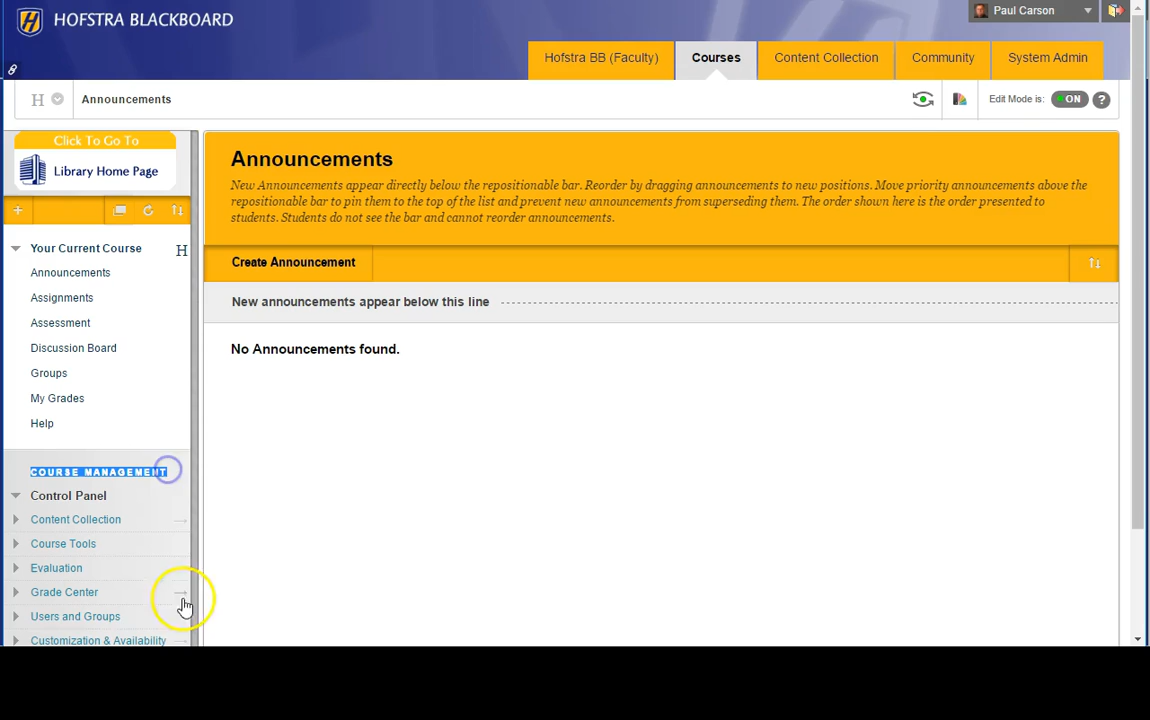 HOFSTRA BLACKBOARD
Paul Carson
Hofstra BB (Faculty)
Courses
Content Collection
Community
System Admin
H
Announcements
Edit Mode is:
ON
?
Click To Go To
Library Home Page
Announcements
New Announcements appear directly below the repositionable bar. Reorder by dragging announcements to new positions. Move priority announcements above the
repositionable bar to pin them to the top of the list and prevent new announcements from superseding them. The order shown here is the order presented to
students. Students do not see the bar and cannot reorder announcements.
Create Announcement
New announcements appear below this line
No Announcements found.
Your Current Course
H
Announcements
Assignments
Assessment
Discussion Board
Groups
My Grades
Help
COURSE MANAGEMENT
Control Panel
Content Collection
Course Tools
Evaluation
Grade Center
Users and Groups
Customization & Availability